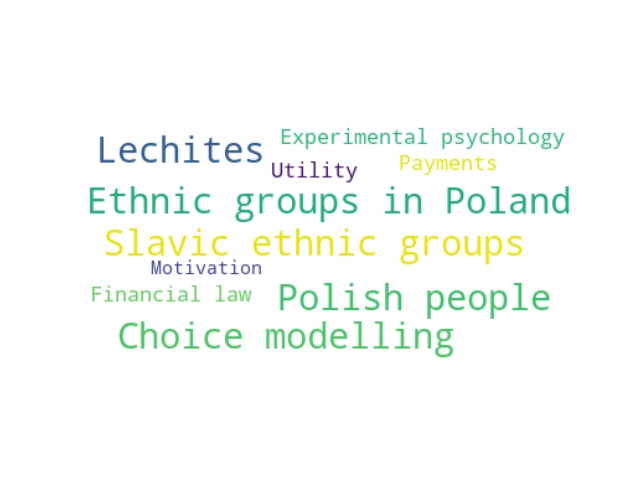 Experimental psychology
Lechites
Utility
Payments
Ethnic groups in Poland
Slavic ethnic groups
Motivation
Financial law
Polish people
Choice modelling